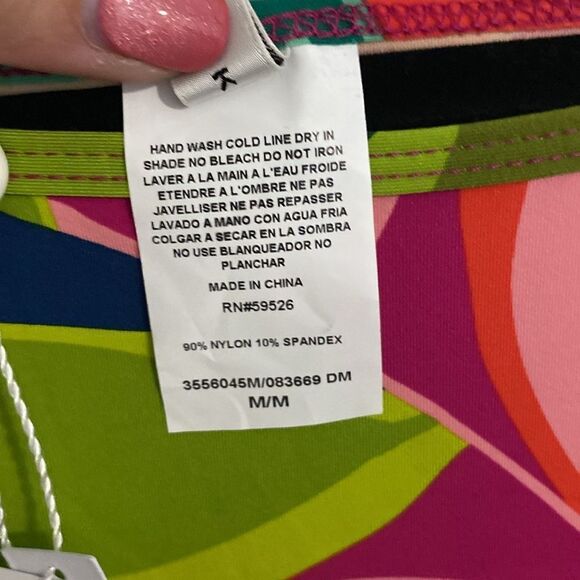 K
HAND WASH COLD LINE DRY IN
SHADE NO BLEACH DO NOT IRON
LAVER A LA MAIN A L'EAU FROIDE
ETENDRE A L'OMBRE NE PAS
JAVELLISER NE PAS REPASSER
LAVADO A MANO CON AGUA FRIA
COLGAR A SECAR EN LA SOMBRA
NO USE BLANQUEADOR NO
PLANCHAR
MADE IN CHINA
RN#59526
90% NYLON 10% SPANDEX
3556045M/083669 DM
M/M